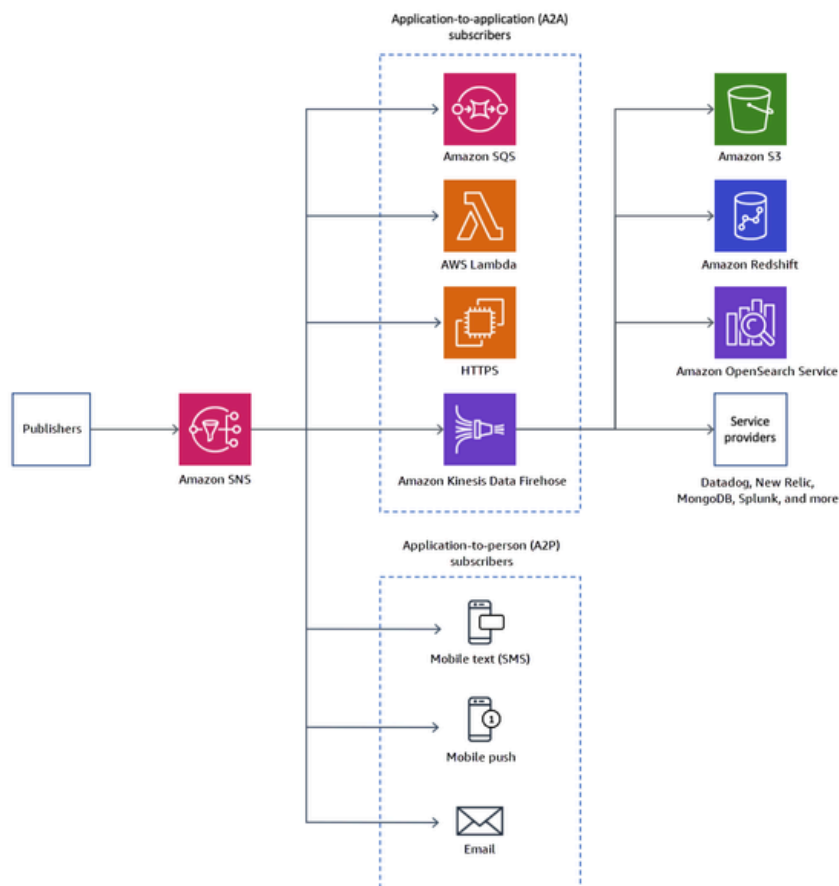 Application-to-application (A2A)
subscribers
Amazon SQS
Amazon S3
AWS Lambda
Amazon Redshift
HTTPS
Amazon OpenSearch Service
Publishers
Amazon SNS
Amazon Kinesis Data Firehose
Service
providers
Datadog, New Relic,
MongoDB, Splunk, and more
Application-to-person (A2P)
subscribers
Mobile text (SMS)
1
Mobile push
Email